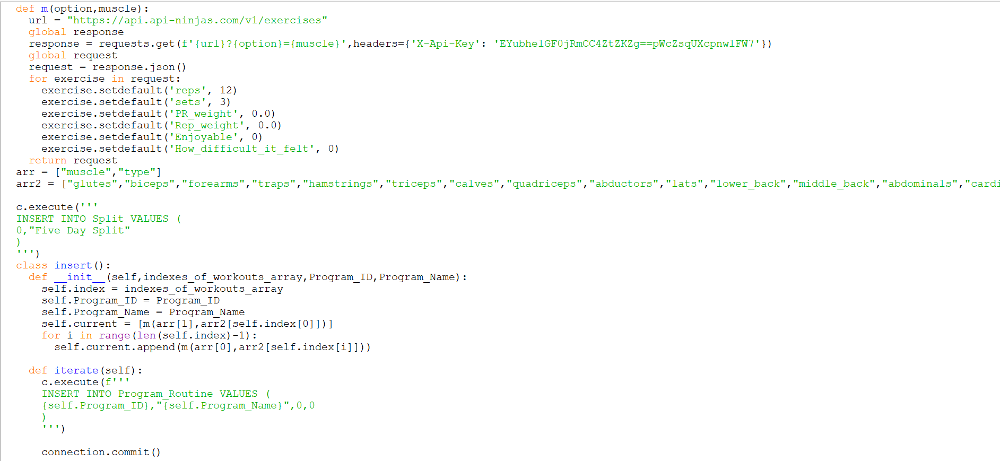 def m(option,muscle):
  url = "https://api.api-ninjas.com/v1/exercises"
  global response
  response = requests.get(f'{url}?{option}={muscle}',headers={'X-Api-Key': 'EYubhelGF0jRmCC4ZtZKZg==pWcZsqUXcpnwlFW7'})
  global request
  request = response.json()
  for exercise in request:
    exercise.setdefault('reps', 12)
    exercise.setdefault('sets', 3)
    exercise.setdefault('PR_weight', 0.0)
    exercise.setdefault('Rep_weight', 0.0)
    exercise.setdefault('Enjoyable', 0)
    exercise.setdefault('How_difficult_it_felt', 0)
  return request
arr = ["muscle","type"]
arr2 = ["glutes","biceps","forearms","traps","hamstrings","triceps","calves","quadriceps","abductors","lats","lower_back","middle_back","abdominals","cardi
c.execute('''
INSERT INTO Split VALUES (
0,"Five Day Split"
)
''')
class insert():
  def __init__(self,indexes_of_workouts_array,Program_ID,Program_Name):
    self.index = indexes_of_workouts_array
    self.Program_ID = Program_ID
    self.Program_Name = Program_Name
    self.current = [m(arr[1],arr2[self.index[0]])]
    for i in range(len(self.index)-1):
      self.current.append(m(arr[0],arr2[self.index[i]]))
  def iterate(self):
    c.execute(f'''
    INSERT INTO Program_Routine VALUES (
    {self.Program_ID},"{self.Program_Name}",0,0
    )
    ''')
    connection.commit()